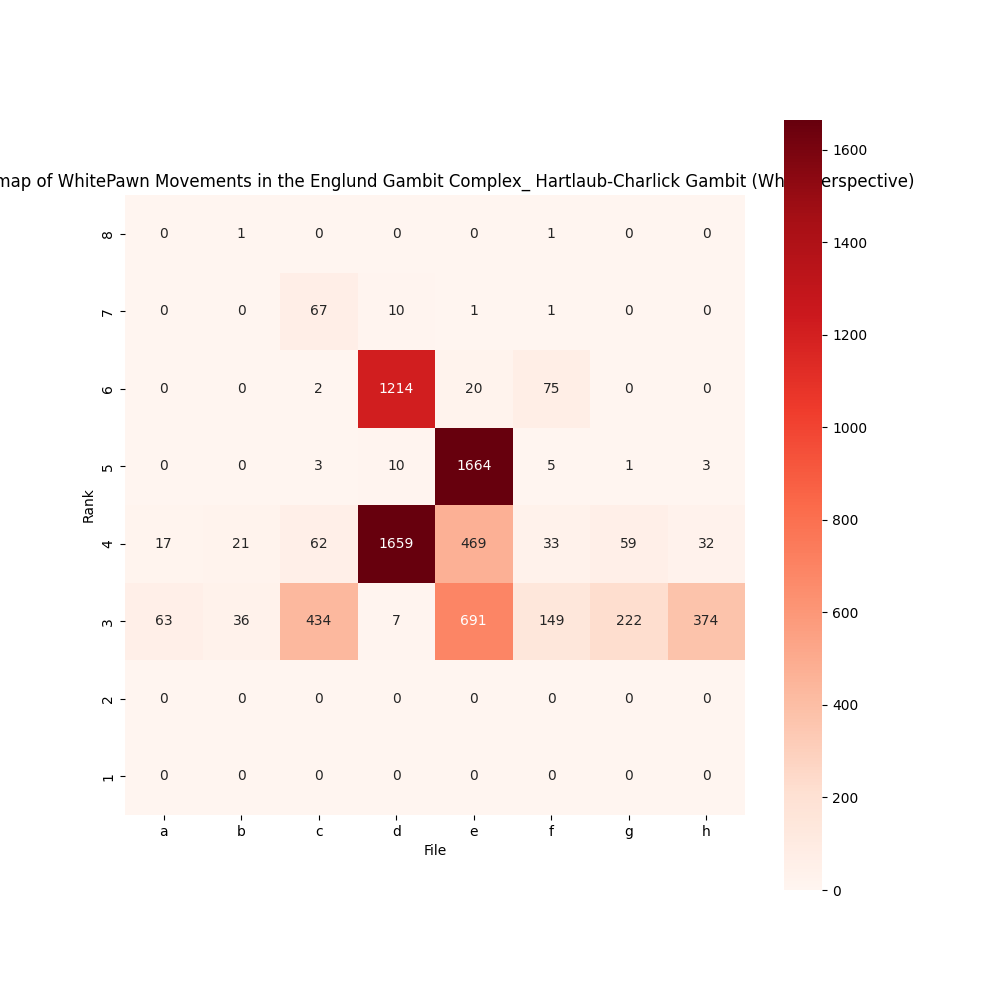 map of WhitePawn Movements in the Englund Gambit Complex_ Hartlaub-Charlick Gambit (Wh erspective)
8 0 1 0 0 0 1 0 0
7 0 0 67 10 1 1 0 0
6 0 0 2 1214 20 75 0 0
5 0 0 3 10 1664 5 1 3
4 17 21 62 1659 469 33 59 32
3 63 36 434 7 691 149 222 374
2 0 0 0 0 0 0 0 0
1 0 0 0 0 0 0 0 0
Rank
a b c d e f g h
File
1600
1400
1200
1000
800
600
400
200
0